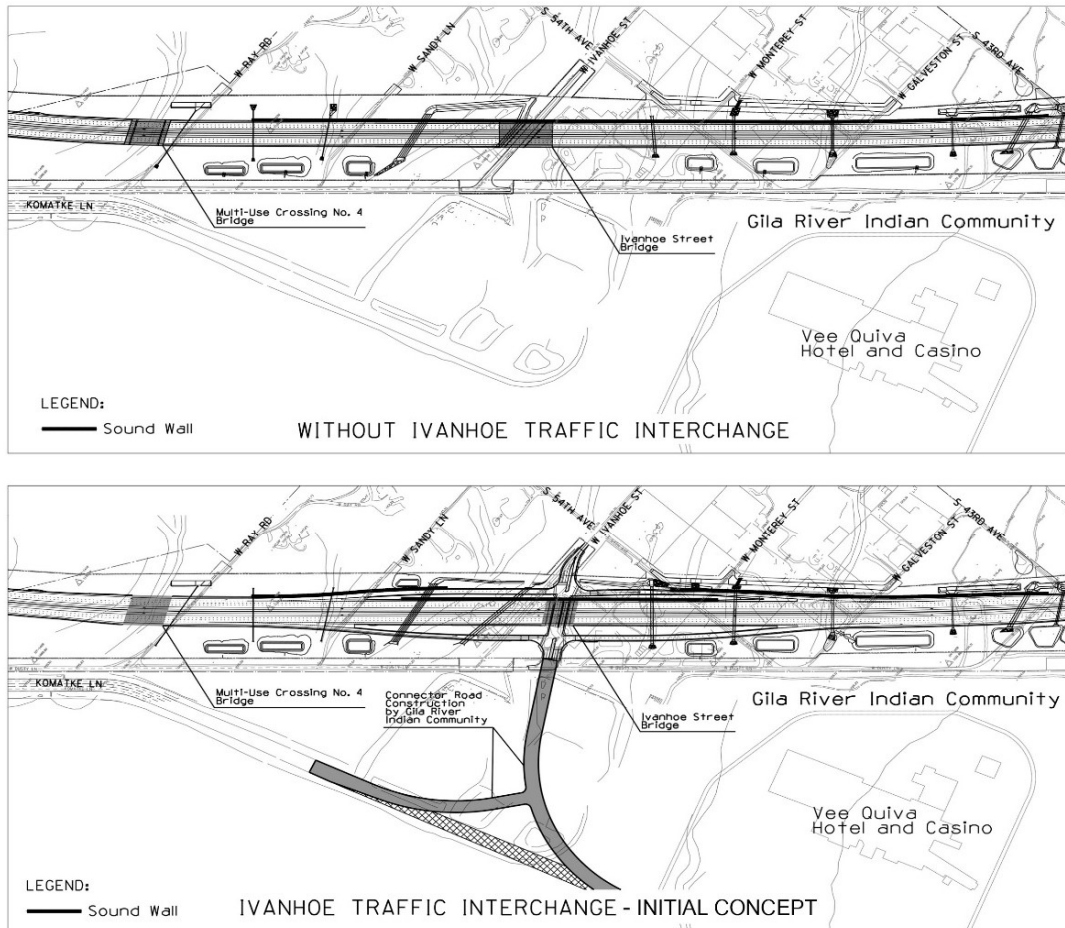 W RAY RD
W SANDY LN
S 54TH AVE
W IVANHOE ST
W MONTEREY ST
W GALVESTON ST
S 43RD AVE
KOMATKE LN
Multi-Use Crossing No. 4
Bridge
Ivanhoe Street
Bridge
Gila River Indian Community
Vee Quiva
Hotel and Casino
LEGEND:
Sound Wall
WITHOUT IVANHOE TRAFFIC INTERCHANGE
W RAY RD
W SANDY LN
S 54TH AVE
W IVANHOE ST
W MONTEREY ST
W GALVESTON ST
S 43RD AVE
KOMATKE LN
Multi-Use Crossing No. 4
Bridge
Connector Road
Construction
by Gila River
Indian Community
Ivanhoe Street
Bridge
Gila River Indian Community
Vee Quiva
Hotel and Casino
LEGEND:
Sound Wall
IVANHOE TRAFFIC INTERCHANGE - INITIAL CONCEPT